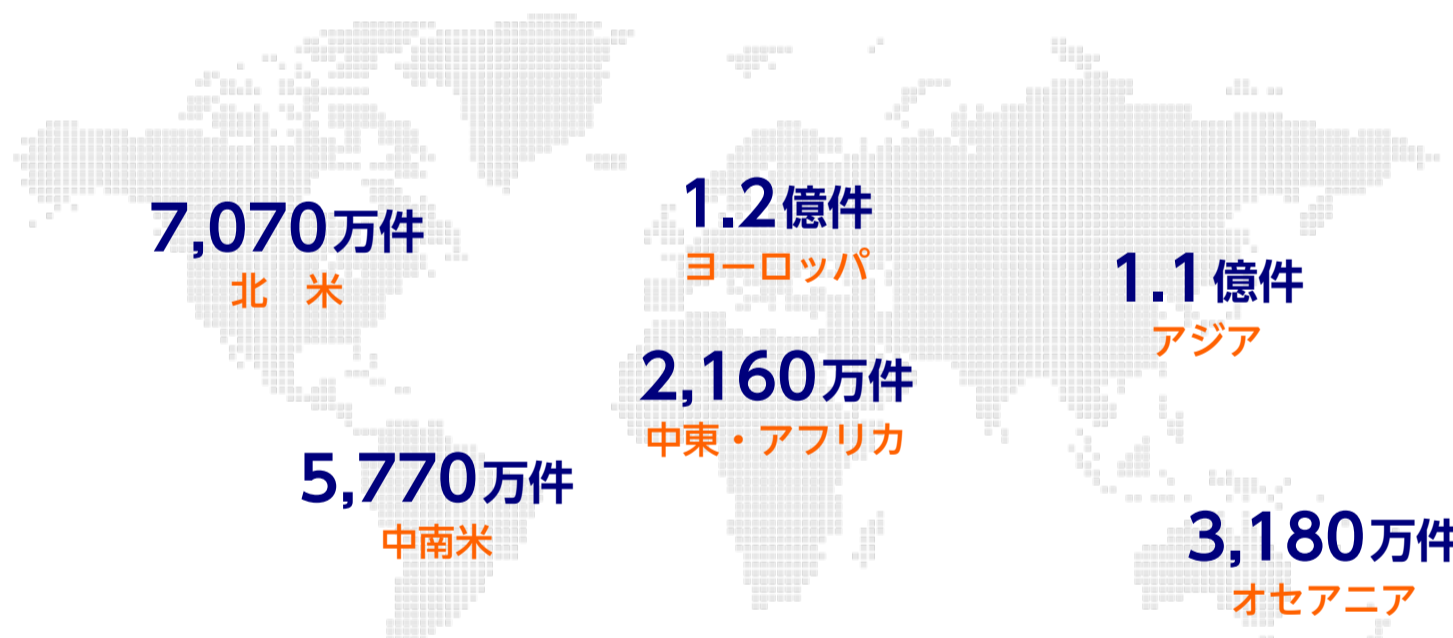 7,070万件
北　米
1.2億件
ヨーロッパ
1.1億件
アジア
2,160万件
中東・アフリカ
5,770万件
中南米
3,180万件
オセアニア